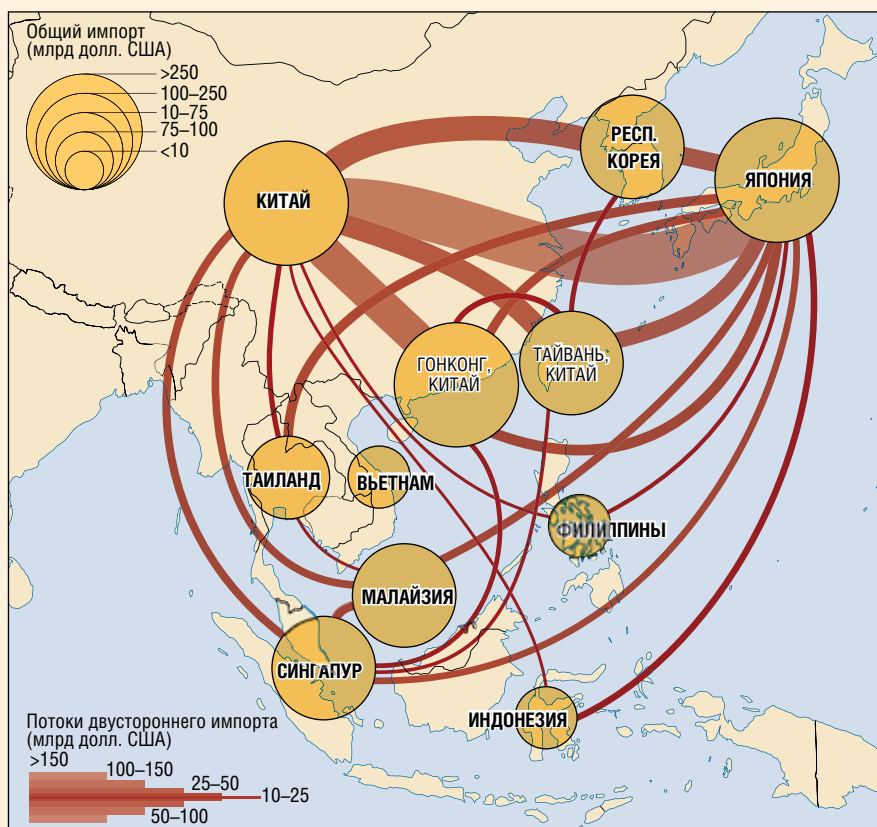 Общий импорт
(млрд долл. США)
>250
100–250
10–75
75–100
<10
РЕСП.
КОРЕЯ
ЯПОНИЯ
КИТАЙ
ГОНКОНГ,
КИТАЙ
ТАЙВАНЬ,
КИТАЙ
ТАИЛАНД
ВЬЕТНАМ
ФИЛИППИНЫ
МАЛАЙЗИЯ
СИНГАПУР
ИНДОНЕЗИЯ
Потоки двустороннего импорта
(млрд долл. США)
>150
100–150
25–50
10–25
50–100